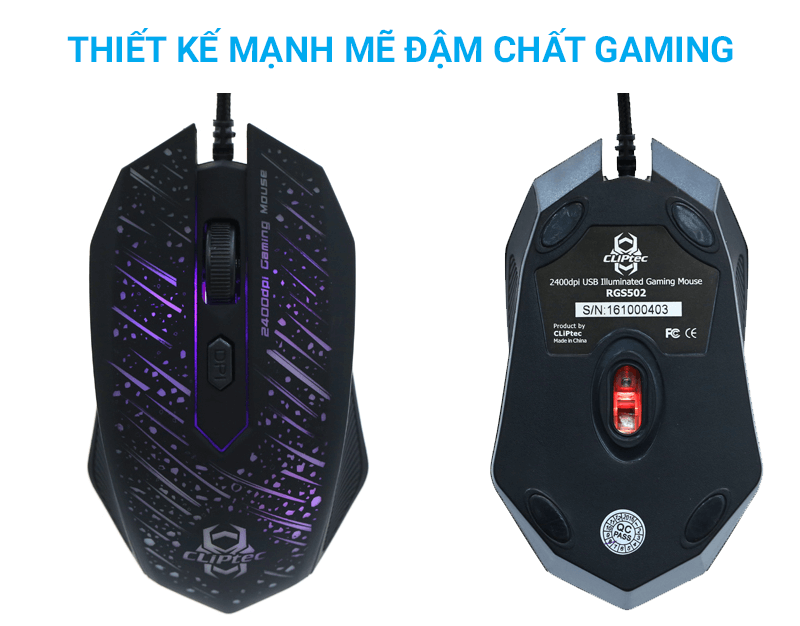 THIẾT KẾ MẠNH MẼ ĐẬM CHẤT GAMING
2400dpi Gaming Mouse
DPI
CLiPtec
CLiPtec
2400dpi USB Illuminated Gaming Mouse
RGS502
S/N:161000403
Product by
CLiPtec
Made in China
FC CE
QC
PASS